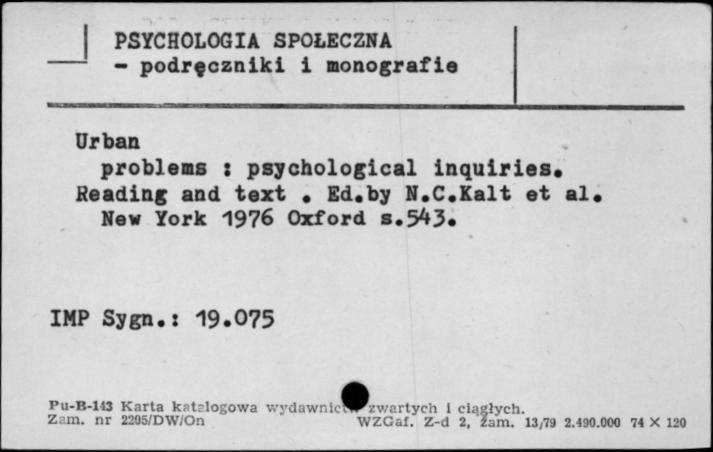 PSYCHOLOGIA SPOŁECZNA
- podręczniki i monografie
Urban
problems : psychological inquiries.
Reading and text . Ed.by N.C.Kalt et al.
New York 1976 Oxford s.543.
IMP Sygn.: 19.075
Pu-B-143 Karta katalogowa zwartych i ciągłych.
Zam. nr 2205/DW/On WZGaf. Z-d 2, zam. 13/79 2.490.000 74 X 120